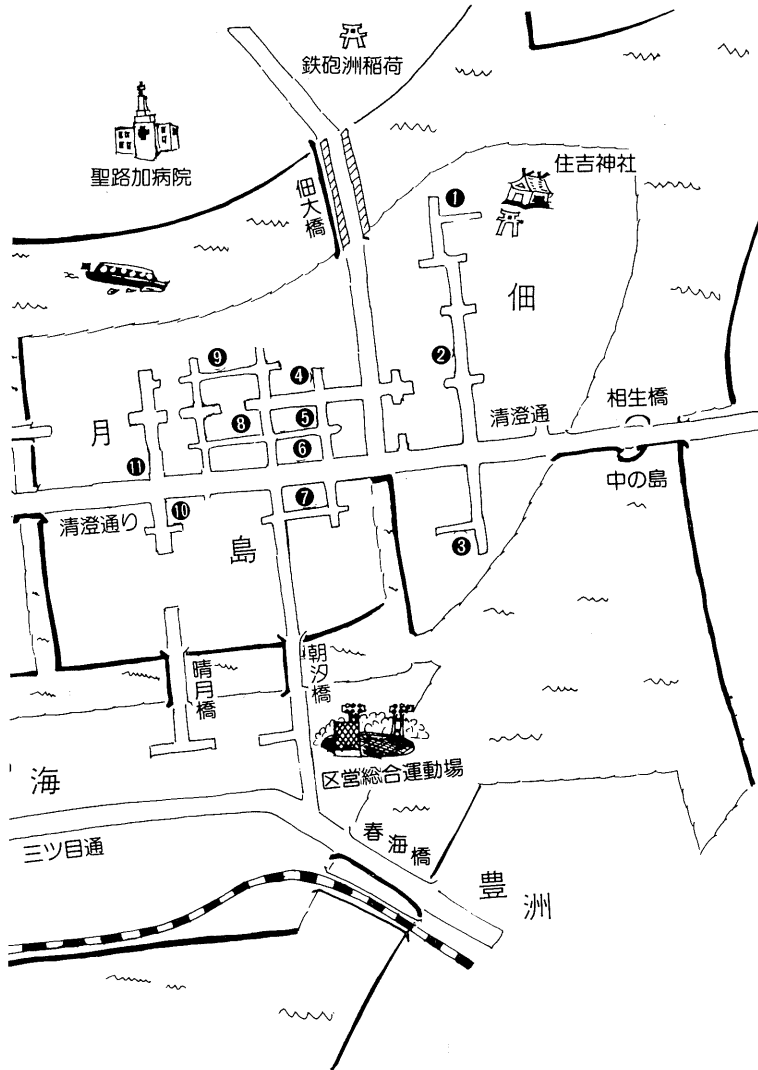 鉄砲洲稲荷
聖路加病院
佃大橋
住吉神社
❶
佃
❷
❾
❹
相生橋
清澄通
❺
❽
月
❻
⓫
中の島
❼
❿
清澄通り
島
❸
朝汐橋
晴月橋
海
区営総合運動場
春海橋
三ツ目通
豊洲